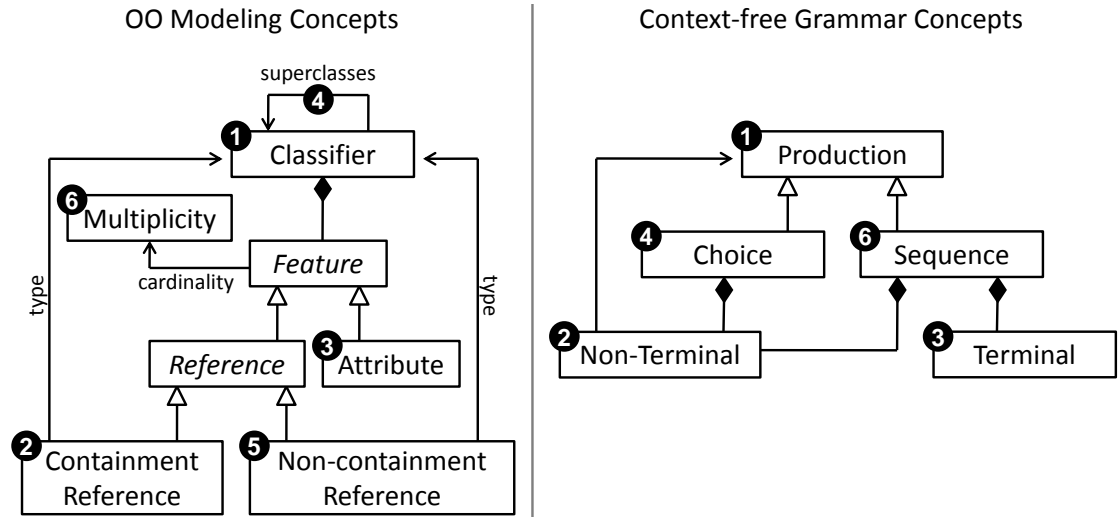 OO Modeling Concepts
superclasses
4
1
Classifier
6
Multiplicity
Feature
cardinality
type
type
Reference
3
Attribute
2
Containment
Reference
5
Non-containment
Reference
Context-free Grammar Concepts
1
Production
4
Choice
6
Sequence
2
Non-Terminal
3
Terminal